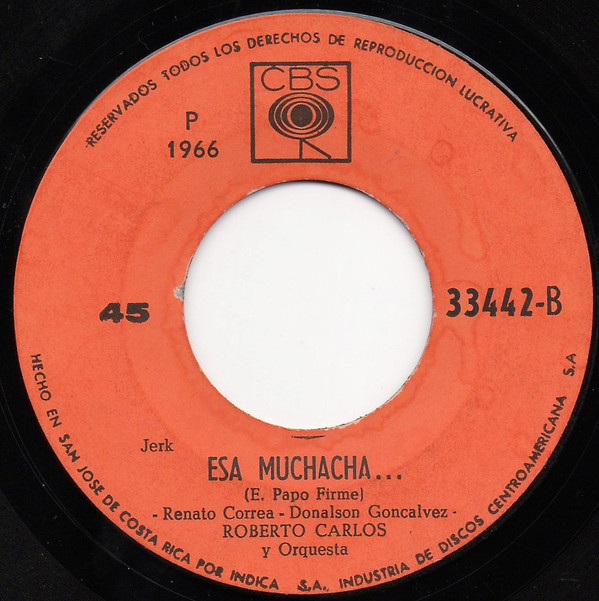 RESERVADOS TODOS LOS DERECHOS DE REPRODUCCION LUCRATIVA
CBS
P
1966
45
33442-B
Jerk
ESA MUCHACHA...
(E. Papo Firme)
- Renato Correa - Donalson Goncalvez -
ROBERTO CARLOS
y Orquesta
HECHO EN SAN JOSE DE COSTA RICA POR INDICA S.A., INDUSTRIA DE DISCOS CENTROAMERICANA S.A